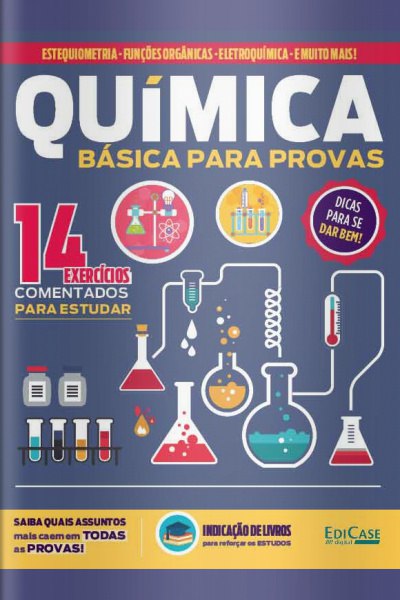 ESTEQUIOMETRIA - FUNÇÕES ORGÂNICAS - ELETROQUÍMICA - E MUITO MAIS!
QUíMICA
BÁSICA PARA PROVAS
DICAS
PARA SE
DAR BEM!
14
EXERCÍCIOS
COMENTADOS
PARA ESTUDAR
SAIBA QUAIS ASSUNTOS
mais caem em TODAS
as PROVAS!
INDICAÇÃO DE LIVROS
para reforçar os ESTUDOS
EDICASE
digital